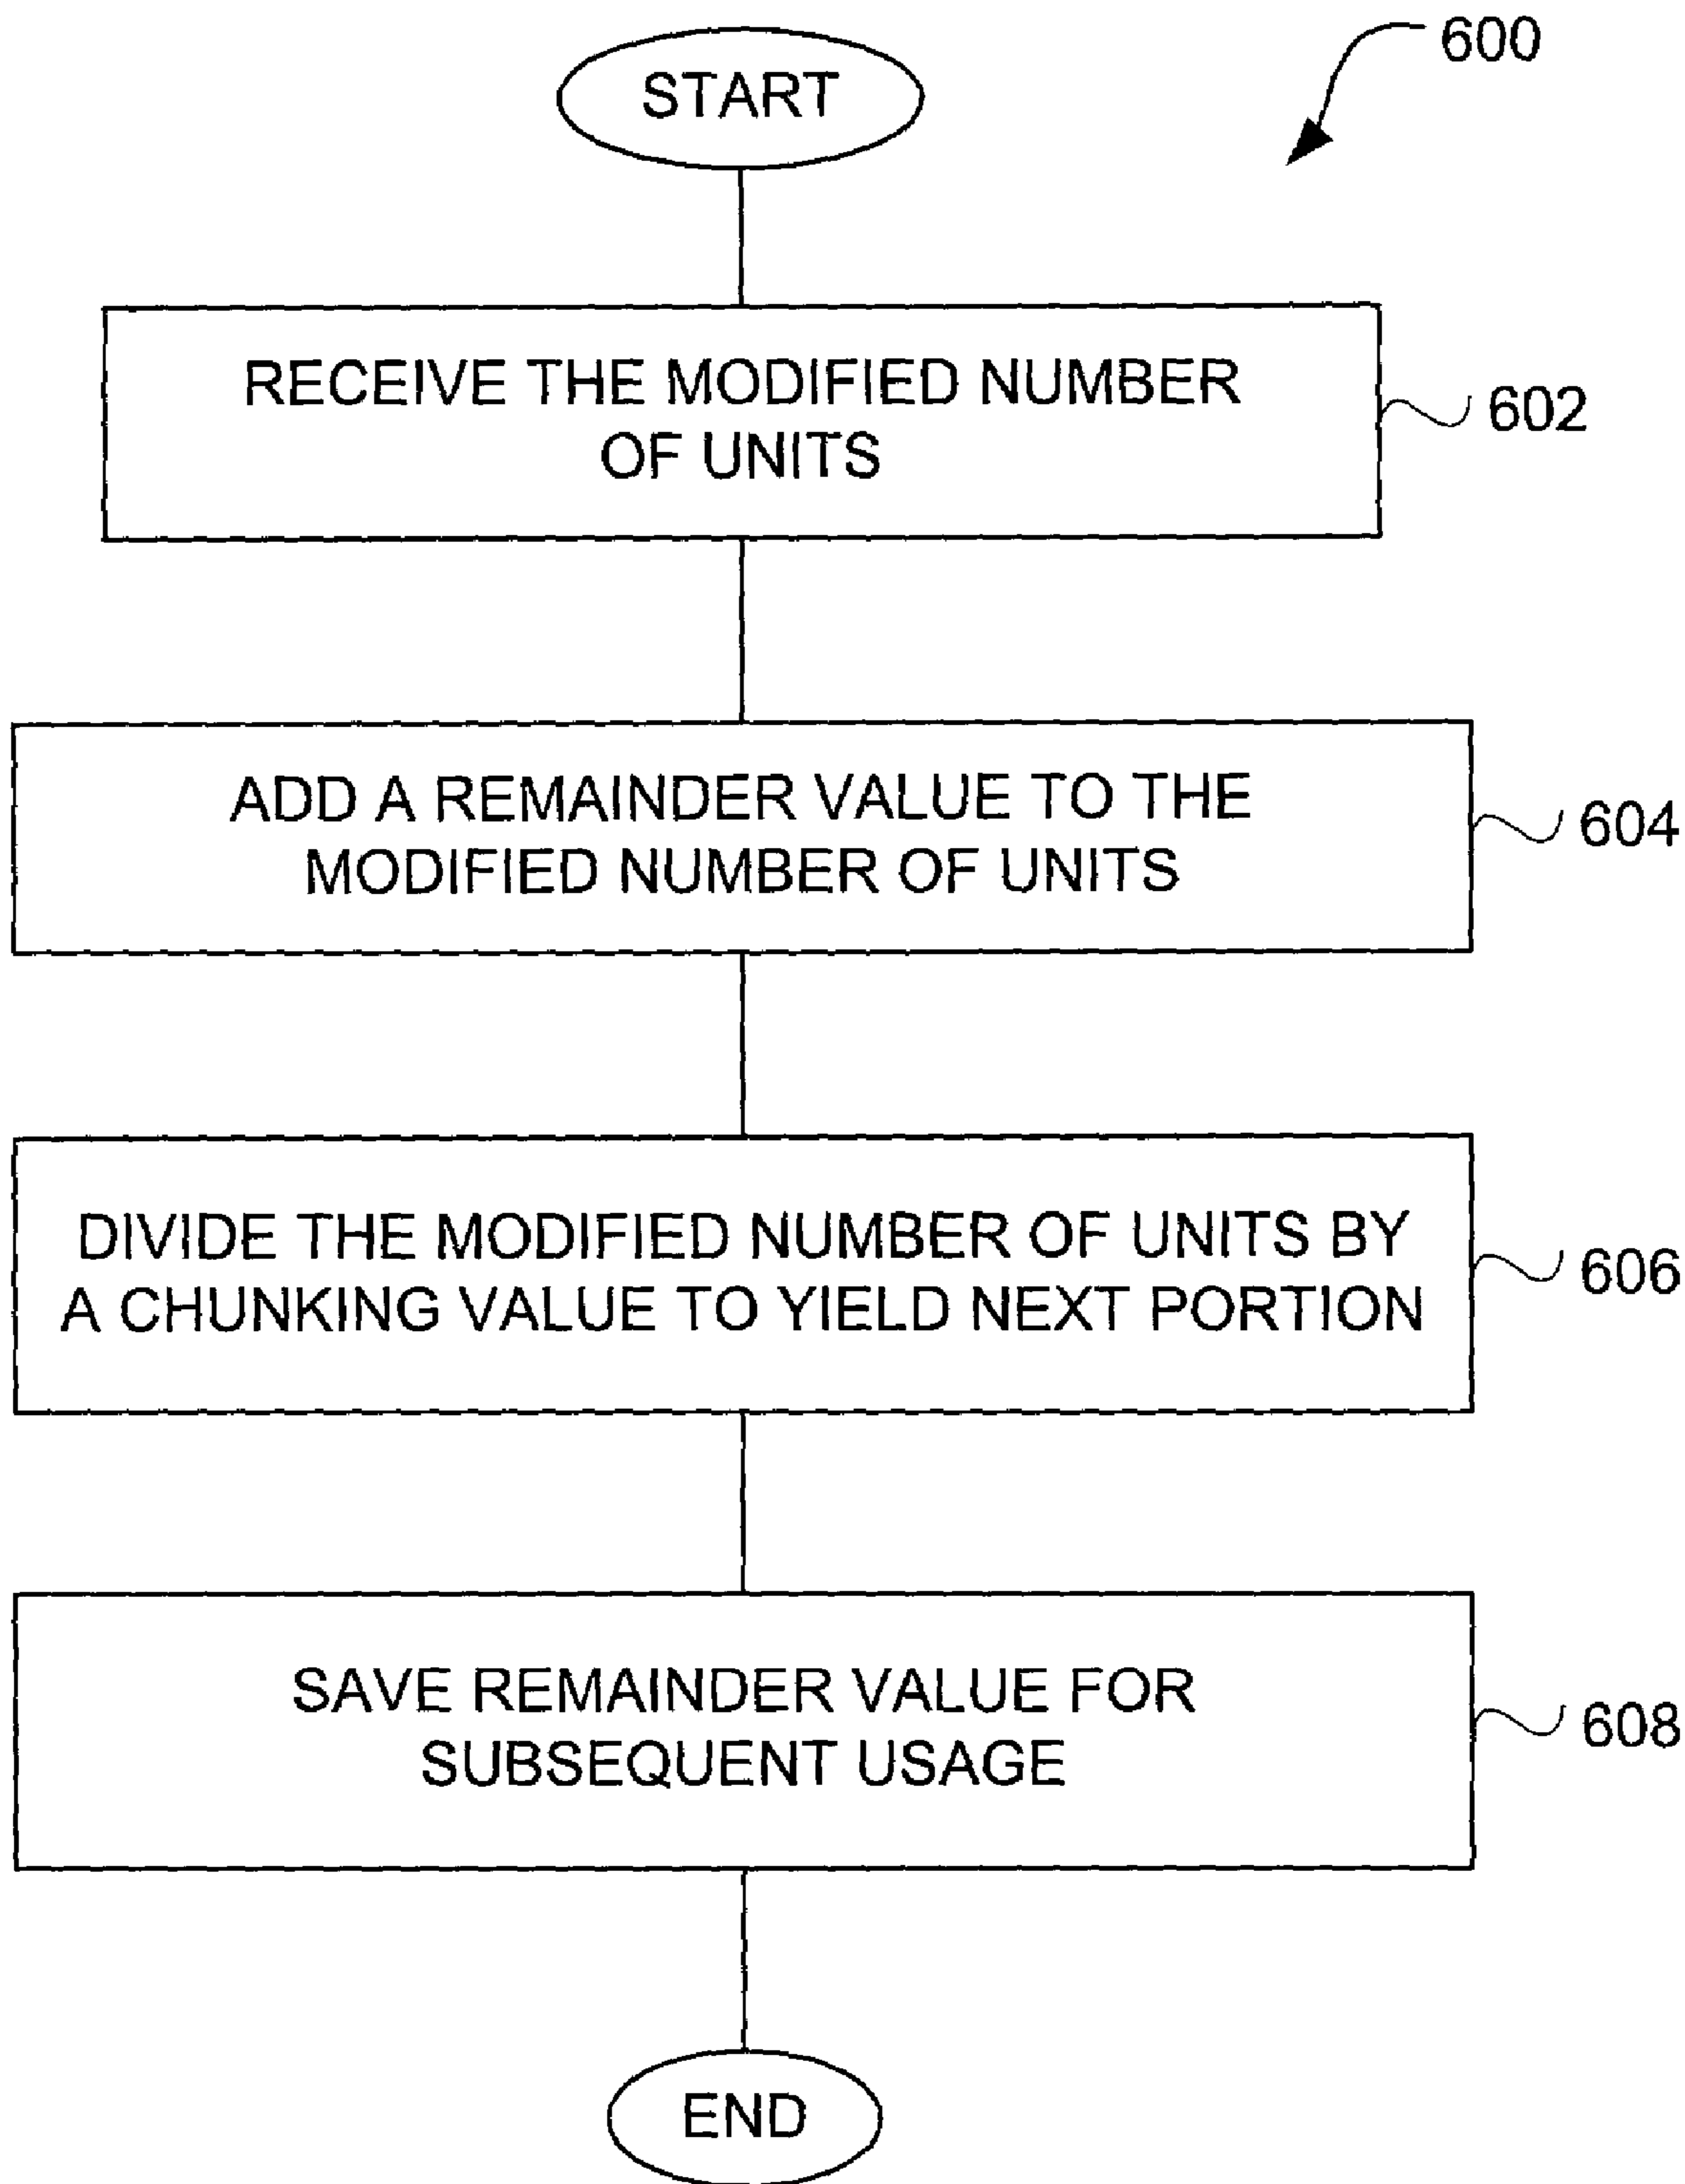 600
START
RECEIVE THE MODIFIED NUMBER
OF UNITS
602
ADD A REMAINDER VALUE TO THE
MODIFIED NUMBER OF UNITS
604
DIVIDE THE MODIFIED NUMBER OF UNITS BY
A CHUNKING VALUE TO YIELD NEXT PORTION
606
SAVE REMAINDER VALUE FOR
SUBSEQUENT USAGE
608
END